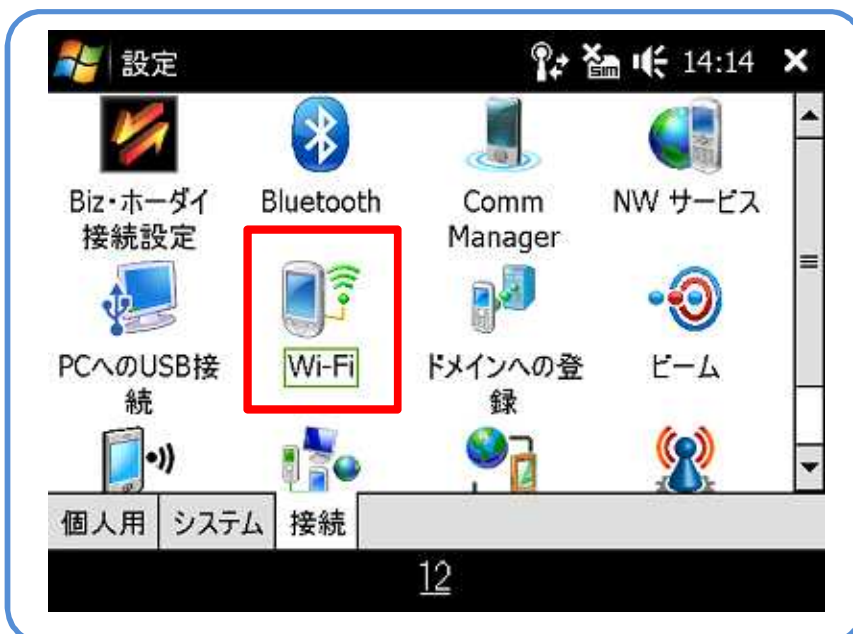 設定
sim
14:14
Biz・ホーダイ
接続設定
Bluetooth
Comm
Manager
NW サービス
PCへのUSB接
続
Wi-Fi
ドメインへの登
録
ビーム
個人用
システム
接続
12